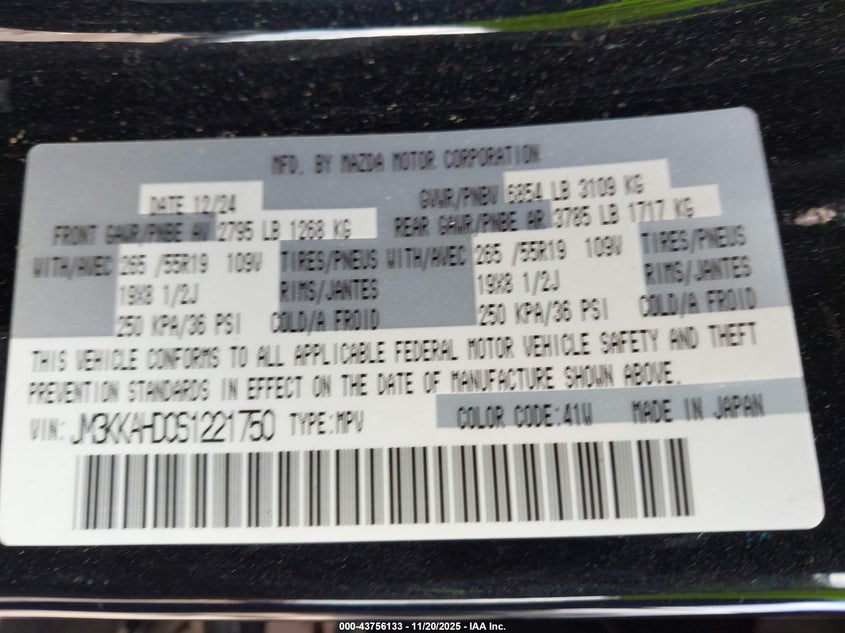 MFD. BY MAZDA MOTOR CORPORATION
DATE 12/24 GVWR/PNBV 6854 LB 3109 KG
FRONT GAWR/PNBE AV 2795 LB 1268 KG REAR GAWR/PNBE AR 3785 LB 1717 KG
WITH/AVEC 265 /55R19 109V TIRES/PNEUS WITH/AVEC 265 /55R19 109V TIRES/PNEUS
19X8 1/2J RIMS/JANTES 19X8 1/2J RIMS/JANTES
250 KPA/36 PSI COLD/A FROID 250 KPA/36 PSI COLD/A FROID
THIS VEHICLE CONFORMS TO ALL APPLICABLE FEDERAL MOTOR VEHICLE SAFETY AND THEFT
PREVENTION STANDARDS IN EFFECT ON THE DATE OF MANUFACTURE SHOWN ABOVE.
VIN: JM3KKAHD0S1221750 TYPE:MPV COLOR CODE:41W MADE IN JAPAN
000-43756133 - 11/20/2025 - IAA Inc.